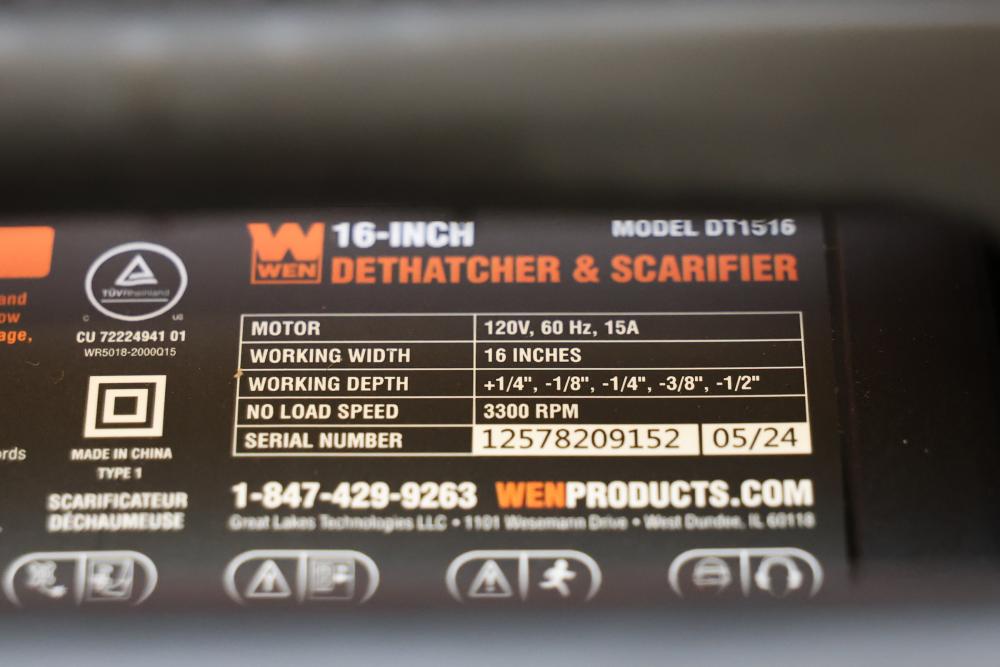 and
ow
age,
TÜVRheinland
C US
CU 72224941 01
WR5018-2000Q15
MADE IN CHINA
TYPE 1
ords
SCARIFICATEUR
DÉCHAUMEUSE
WEN
16-INCH
MODEL DT1516
DETHATCHER & SCARIFIER
MOTOR 120V, 60 Hz, 15A
WORKING WIDTH 16 INCHES
WORKING DEPTH +1/4", -1/8", -1/4", -3/8", -1/2"
NO LOAD SPEED 3300 RPM
SERIAL NUMBER 12578209152 05/24
1-847-429-9263 WENPRODUCTS.COM
Great Lakes Technologies LLC • 1101 Wesemann Drive • West Dundee, IL 60118